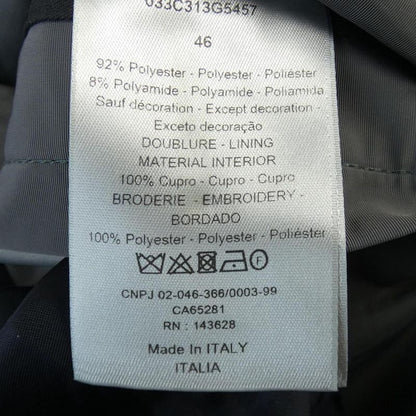 033C313G5457
46
92% Polyester - Polyester - Poliéster
8% Polyamide - Polyamide - Poliamida
Sauf décoration - Except decoration -
Exceto decoração
DOUBLURE - LINING
MATERIAL INTERIOR
100% Cupro - Cupro - Cupro
BRODERIE - EMBROIDERY -
BORDADO
100% Polyester - Polyester - Poliéster
CNPJ 02-046-366/0003-99
CA65281
RN : 143628
Made In ITALY
ITALIA